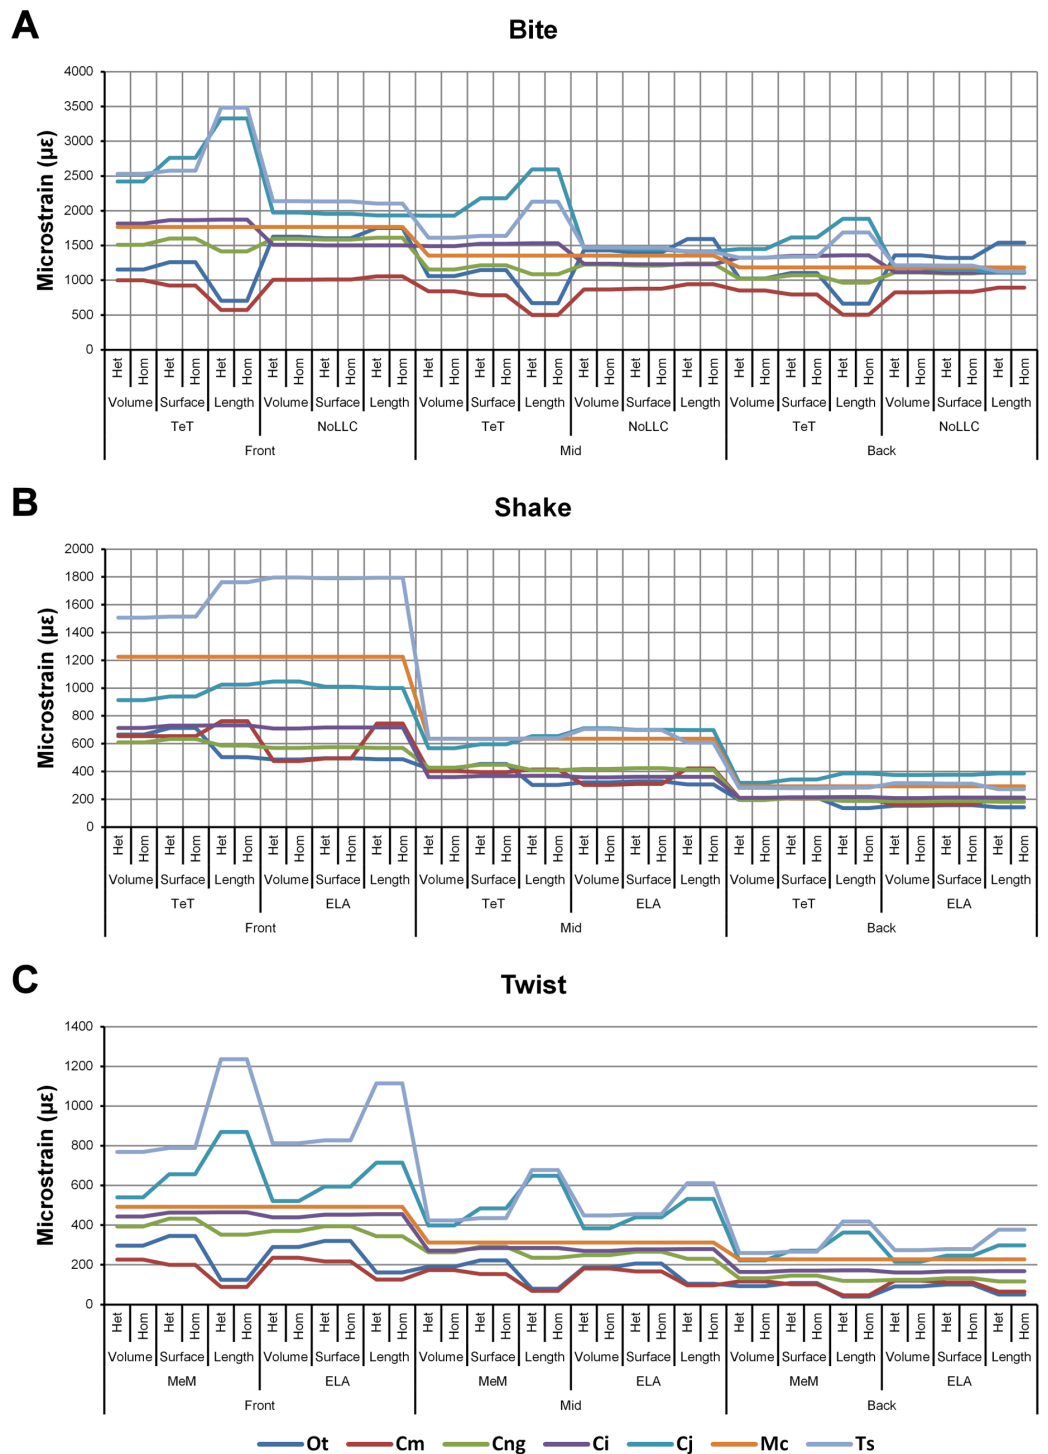 A
Bite
Microstrain (με)
4000
3500
3000
2500
2000
1500
1000
500
0
Het Hom Het Hom Het Hom Het Hom Het Hom Het Hom Het Hom Het Hom Het Hom Het Hom Het Hom Het Hom Het Hom Het Hom Het Hom Het Hom Het Hom Het Hom
Volume Surface Length Volume Surface Length Volume Surface Length Volume Surface Length Volume Surface Length Volume Surface Length
TeT NoLLC TeT NoLLC TeT NoLLC
Front Mid Back
B
Shake
Microstrain (με)
2000
1800
1600
1400
1200
1000
800
600
400
200
0
Het Hom Het Hom Het Hom Het Hom Het Hom Het Hom Het Hom Het Hom Het Hom Het Hom Het Hom Het Hom Het Hom Het Hom Het Hom Het Hom Het Hom Het Hom
Volume Surface Length Volume Surface Length Volume Surface Length Volume Surface Length Volume Surface Length Volume Surface Length
TeT ELA TeT ELA TeT ELA
Front Mid Back
C
Twist
Microstrain (με)
1400
1200
1000
800
600
400
200
0
Het Hom Het Hom Het Hom Het Hom Het Hom Het Hom Het Hom Het Hom Het Hom Het Hom Het Hom Het Hom Het Hom Het Hom Het Hom Het Hom Het Hom Het Hom
Volume Surface Length Volume Surface Length Volume Surface Length Volume Surface Length Volume Surface Length Volume Surface Length
MeM ELA MeM ELA MeM ELA
Front Mid Back
Ot Cm Cng Ci Cj Mc Ts